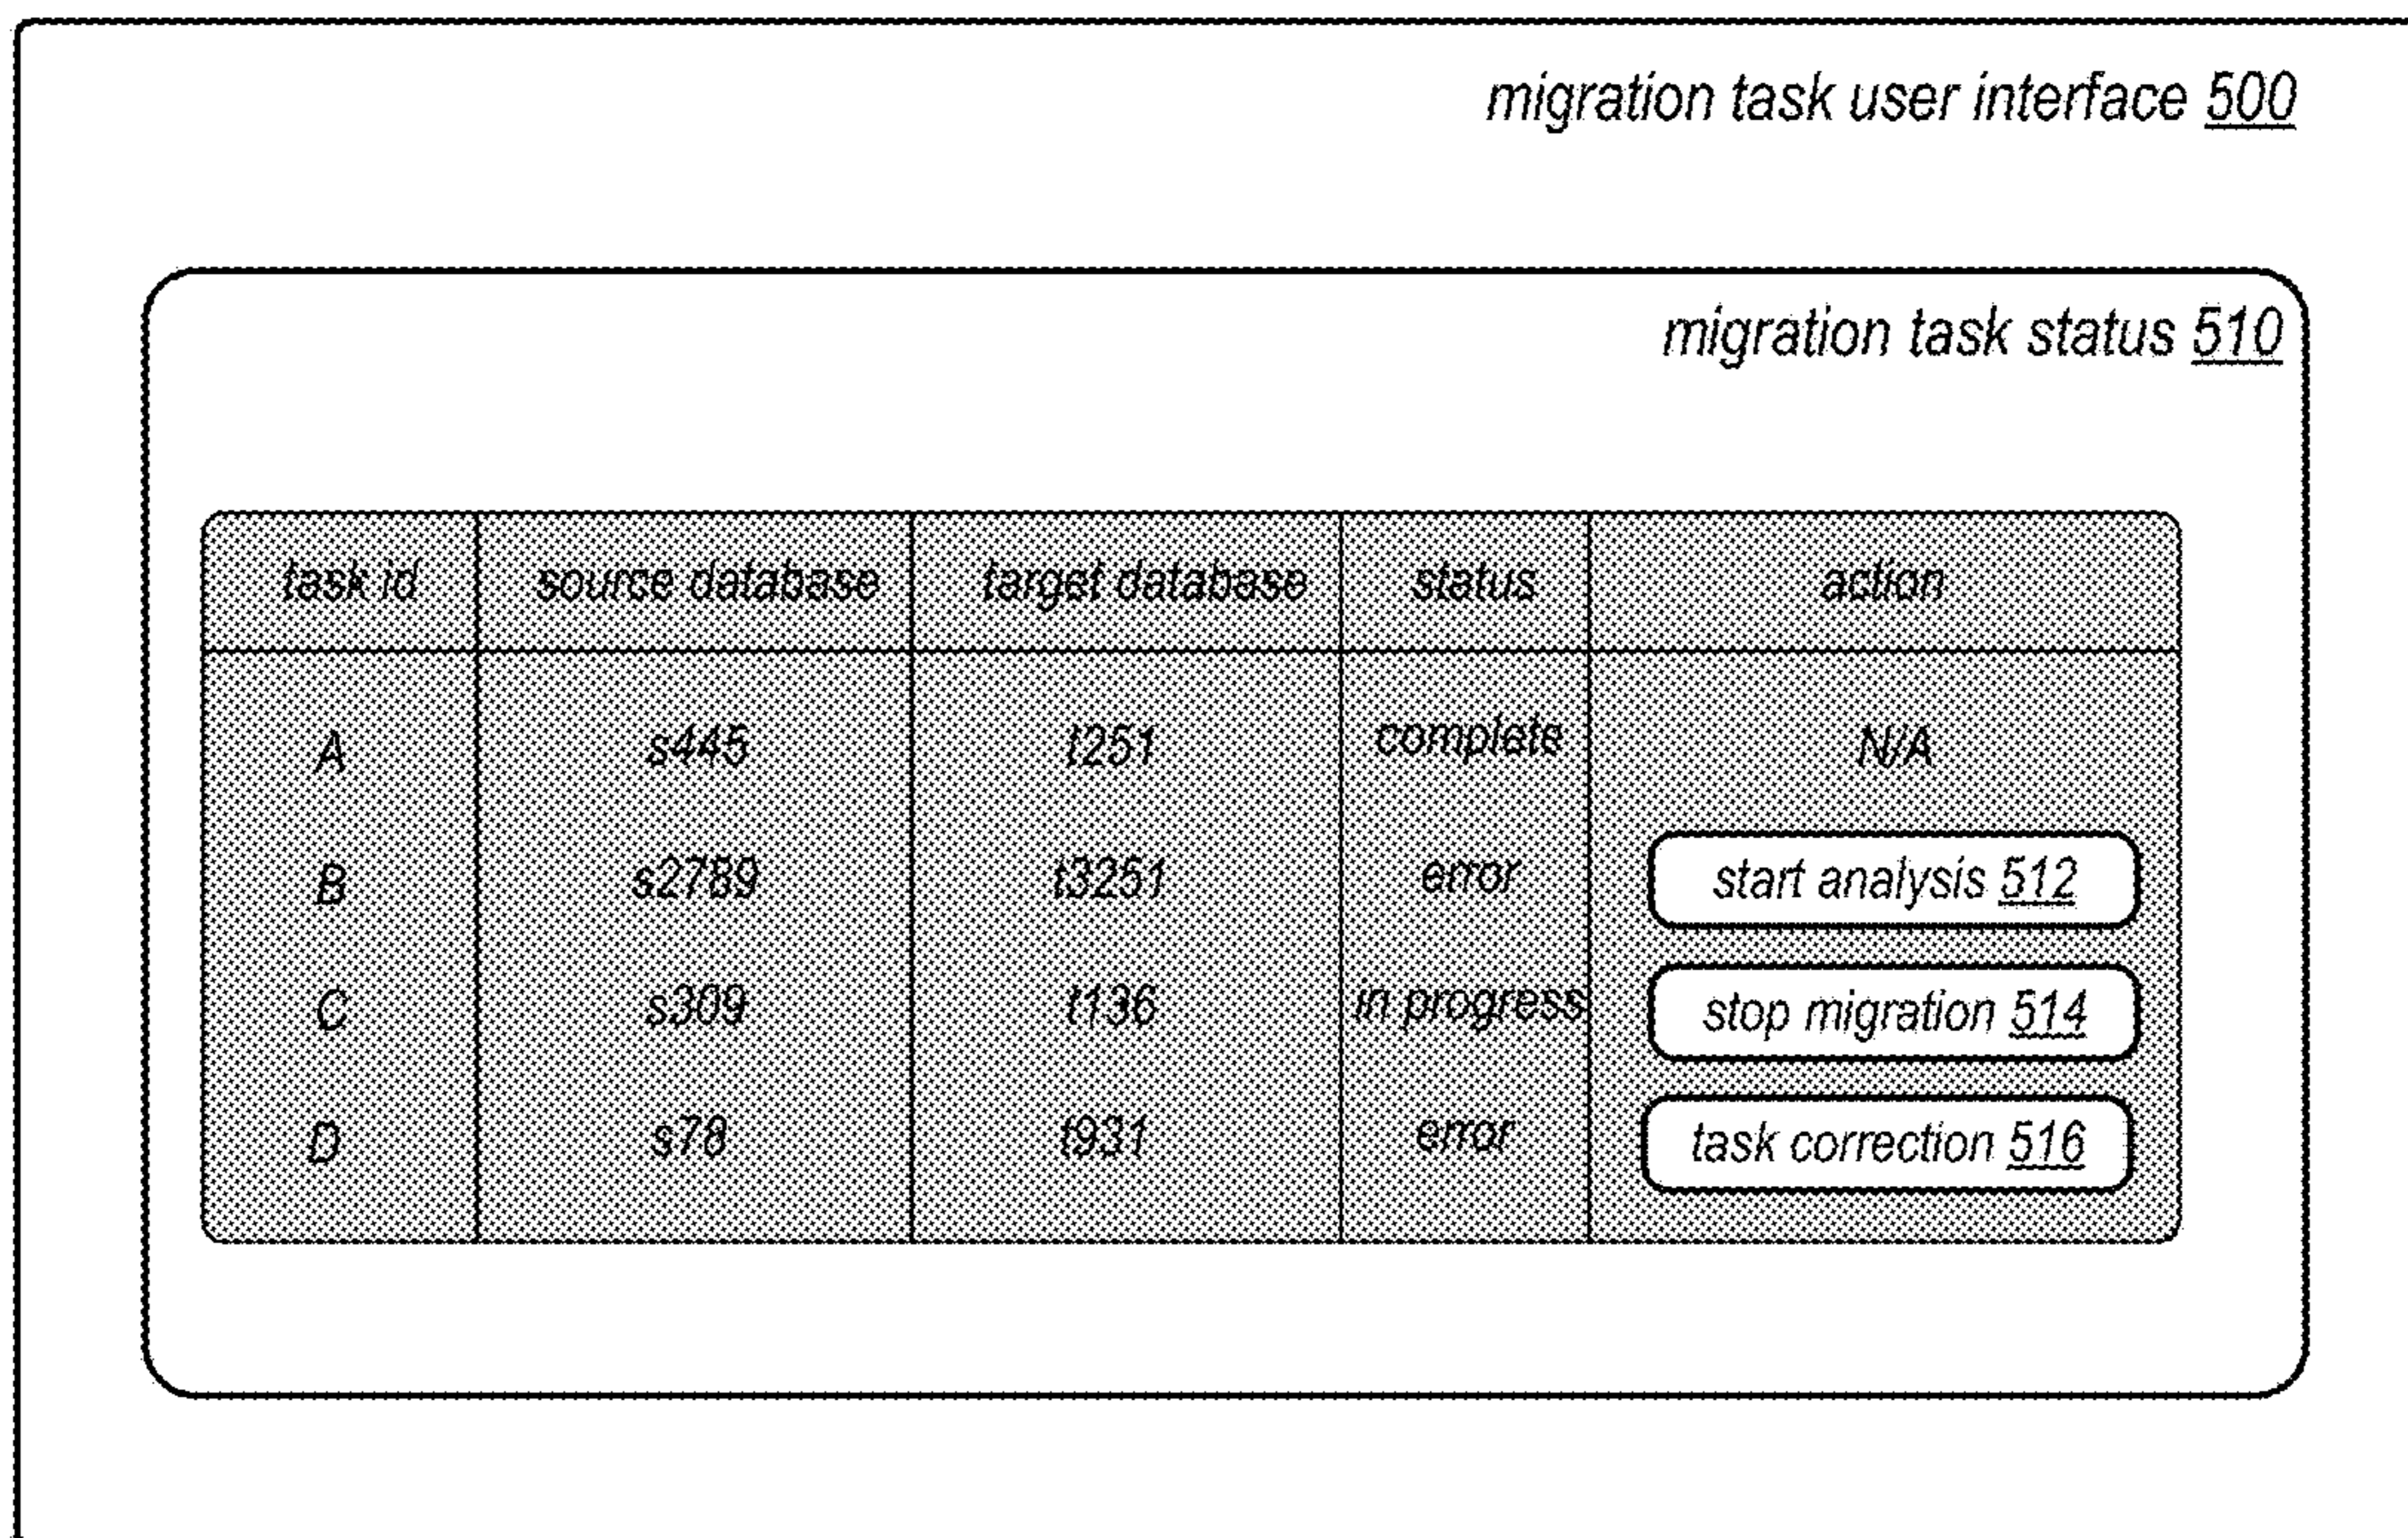 migration task user interface 500
migration task status 510
task id source database target database status action
A s445 t251 complete N/A
B s2789 t3251 error start analysis 512
C s309 t136 in progress stop migration 514
D s78 t931 error task correction 516